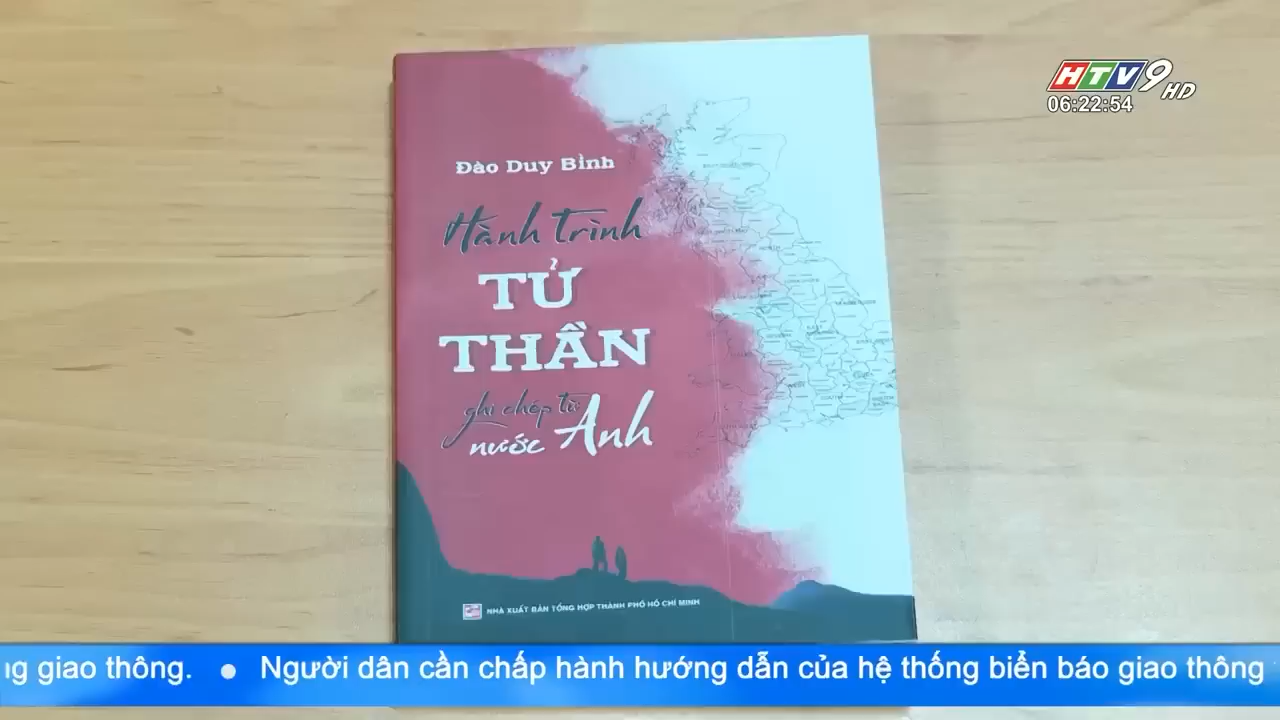 HTV9 HD
06:22:54
Đào Duy Bình
Hành trình
TỬ
THẦN
ghi chép từ
nước Anh
NHÀ XUẤT BẢN TỔNG HỢP THÀNH PHỐ HỒ CHÍ MINH
ng giao thông. ● Người dân cần chấp hành hướng dẫn của hệ thống biển báo giao thông